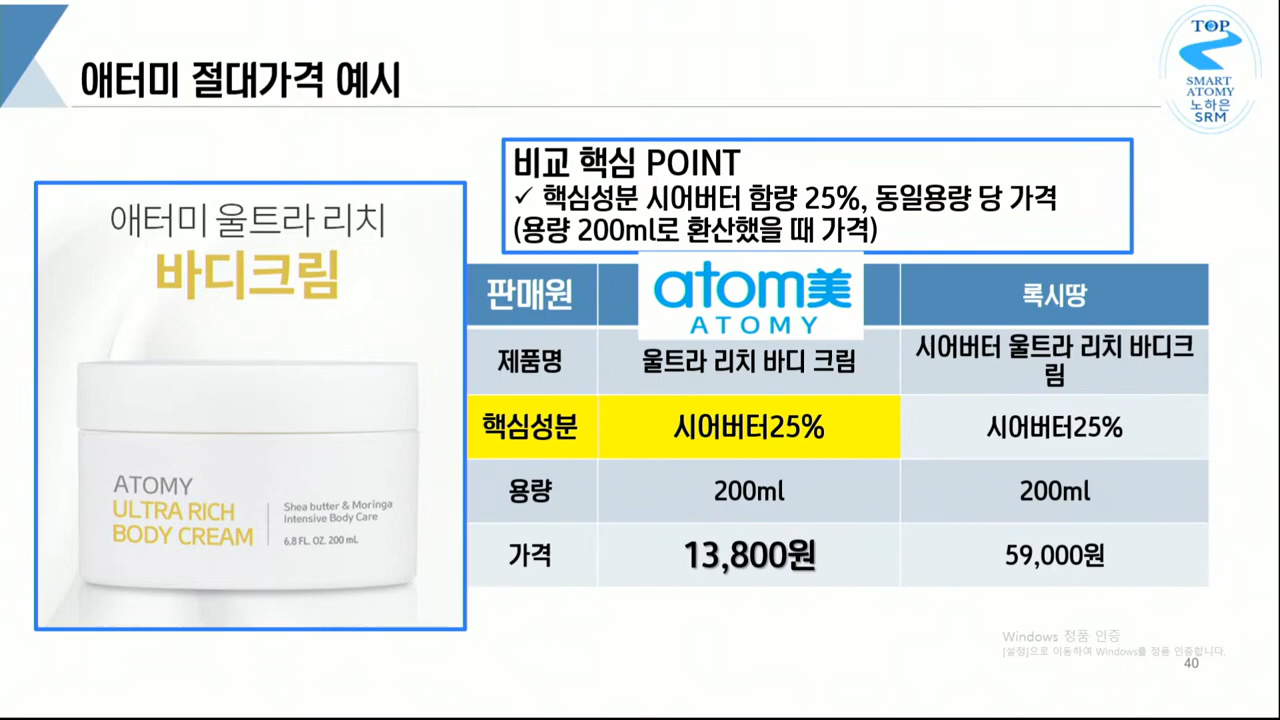 애터미 절대가격 예시
TOP
SMART
ATOMY
노하은
SRM
비교 핵심 POINT
✓ 핵심성분 시어버터 함량 25%, 동일용량 당 가격
(용량 200ml로 환산했을 때 가격)
애터미 울트라 리치
바디크림
ATOMY
ULTRA RICH
BODY CREAM
Shea butter & Moringa
Intensive Body Care
6.8 FL. OZ. 200 mL
판매원
atom美
ATOMY
록시땅
제품명
울트라 리치 바디 크림
시어버터 울트라 리치 바디크
림
핵심성분
시어버터25%
시어버터25%
용량
200ml
200ml
가격
13,800원
59,000원
Windows 정품 인증
[설정]으로 이동하여 Windows를 정품 인증합니다.
40